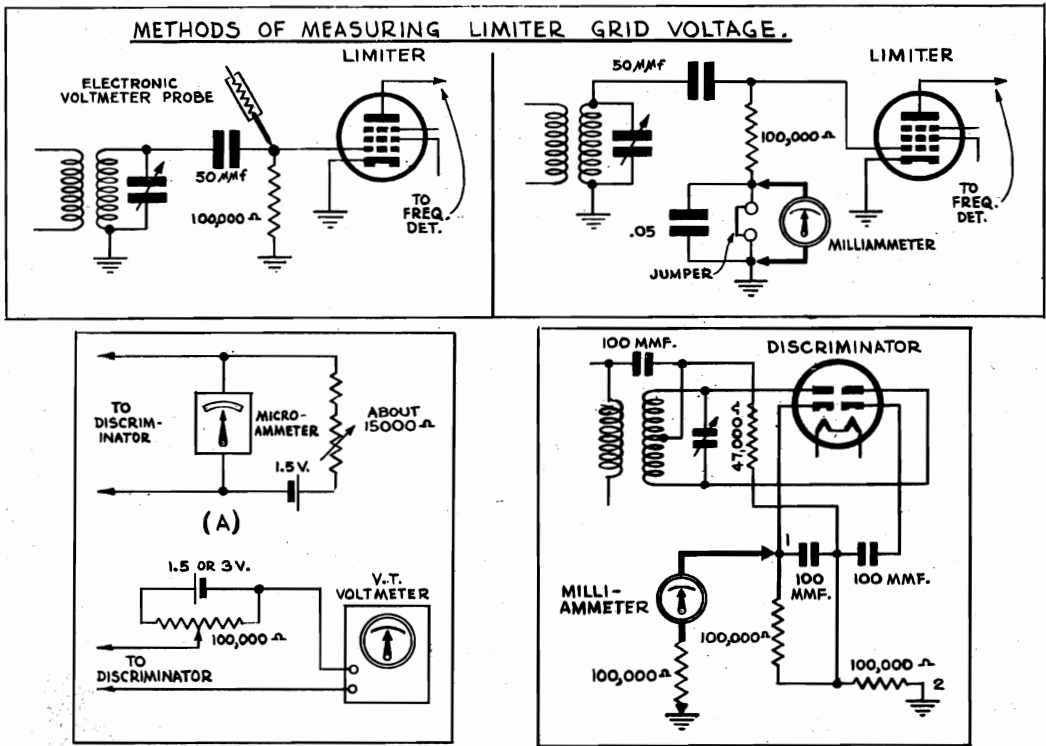 METHODS OF MEASURING LIMITER GRID VOLTAGE.
ELECTRONIC
VOLTMETER PROBE
LIMITER
50 MMf
100,000 Ω
TO
FREQ.
DET.
LIMITER
50 MMf
100,000 Ω
.05
JUMPER
MILLIAMMETER
TO
FREQ.
DET.
TO
DISCRIM-
INATOR
MICRO-
AMMETER
ABOUT
15000 Ω
1.5 V.
(A)
1.5 OR 3 V.
100,000 Ω
V.T.
VOLTMETER
TO
DISCRIMINATOR
100 MMF.
DISCRIMINATOR
47,000 Ω
1
100
MMF.
100 MMF.
MILLI-
AMMETER
100,000 Ω
100,000 Ω
100,000 Ω
2